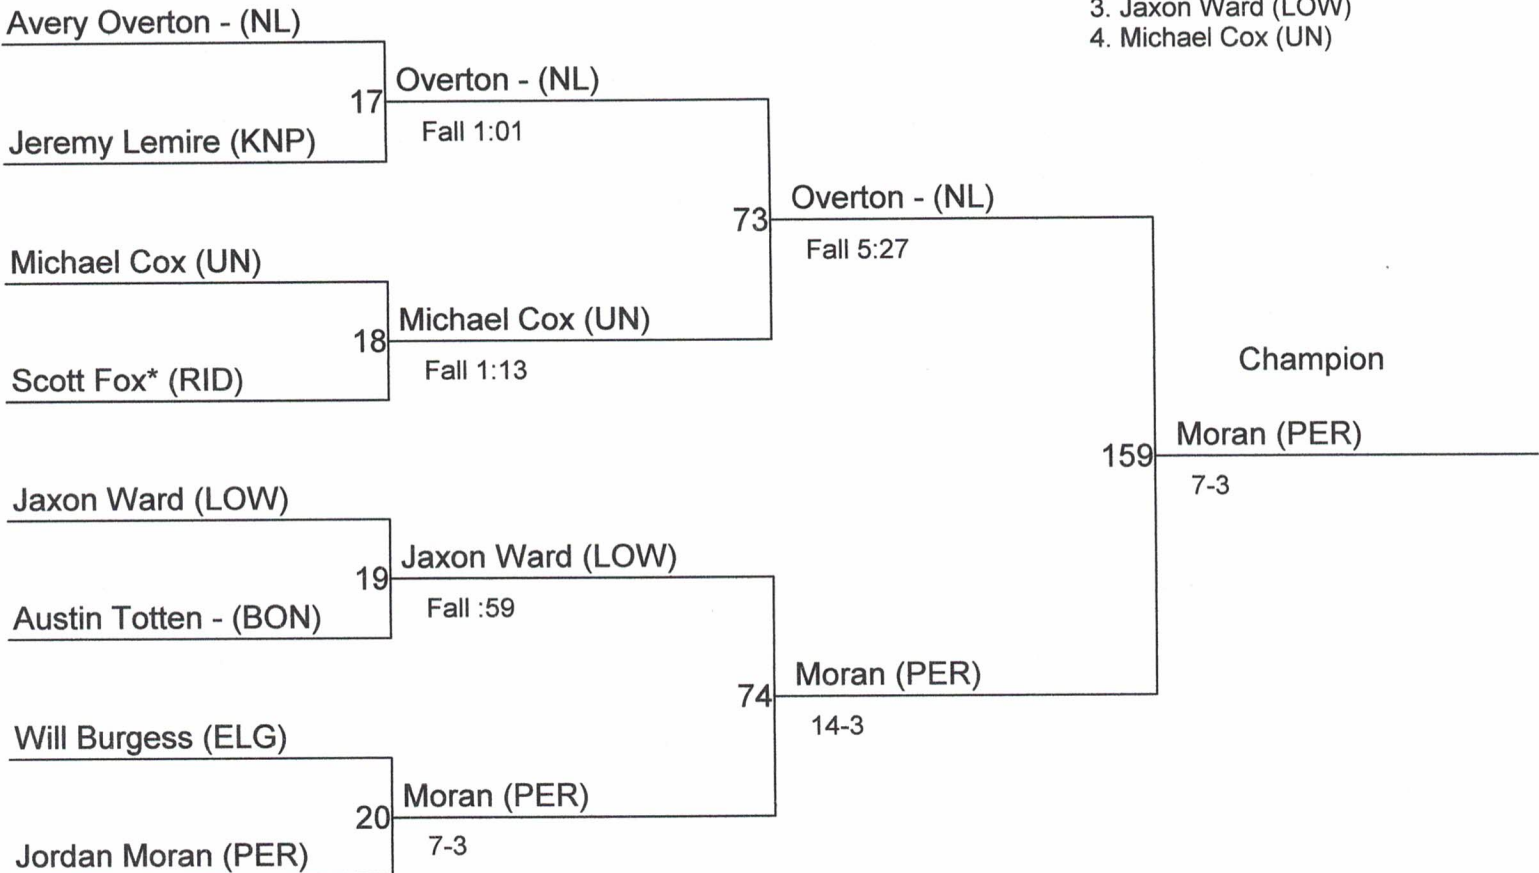 3. Jaxon Ward (LOW)
4. Michael Cox (UN)
Avery Overton - (NL)
17
Overton - (NL)
Fall 1:01
Jeremy Lemire (KNP)
73
Overton - (NL)
Fall 5:27
Michael Cox (UN)
18
Michael Cox (UN)
Fall 1:13
Scott Fox* (RID)
Champion
159
Moran (PER)
7-3
Jaxon Ward (LOW)
19
Jaxon Ward (LOW)
Fall :59
Austin Totten - (BON)
74
Moran (PER)
14-3
Will Burgess (ELG)
20
Moran (PER)
7-3
Jordan Moran (PER)